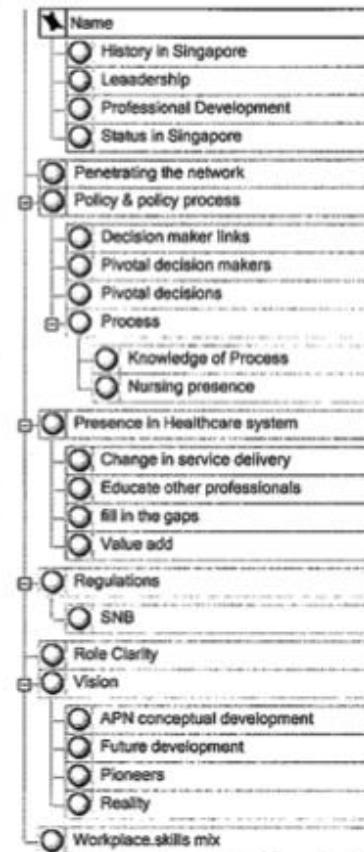 Name
History in Singapore
Leaadership
Professional Development
Status in Singapore
Penetrating the network
Policy & policy process
Decision maker links
Pivotal decision makers
Pivotal decisions
Process
Knowledge of Process
Nursing presence
Presence in Healthcare system
Change in service delivery
Educate other professionals
fill in the gaps
Value add
Regulations
SNB
Role Clarity
Vision
APN conceptual development
Future development
Pioneers
Reality
Workplace.skills mix